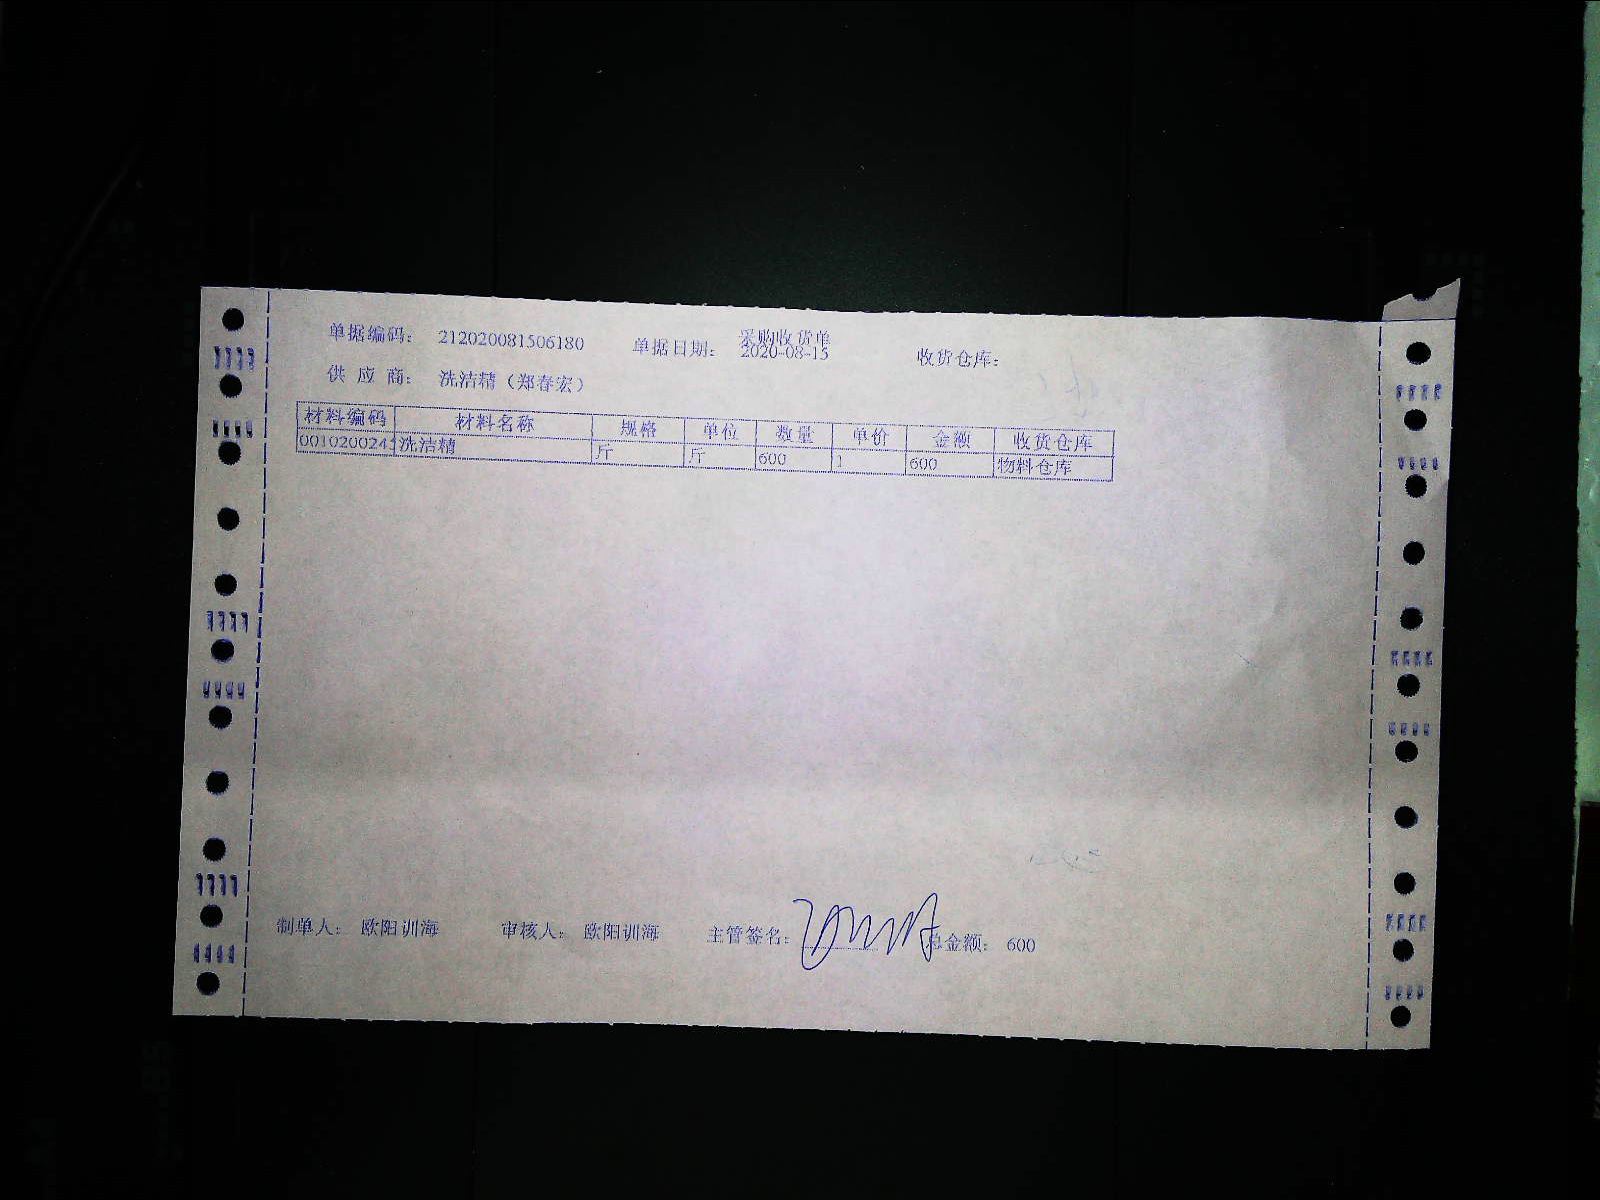 采购收货单
单据编码： 212020081506180 单据日期： 2020-08-15 收货仓库：
供 应 商： 洗洁精（郑春宏）
材料编码 材料名称 规格 单位 数量 单价 金额 收货仓库
0010200241 洗洁精 斤 斤 600 1 600 物料仓库
制单人： 欧阳训海 审核人： 欧阳训海 主管签名： 总金额： 600